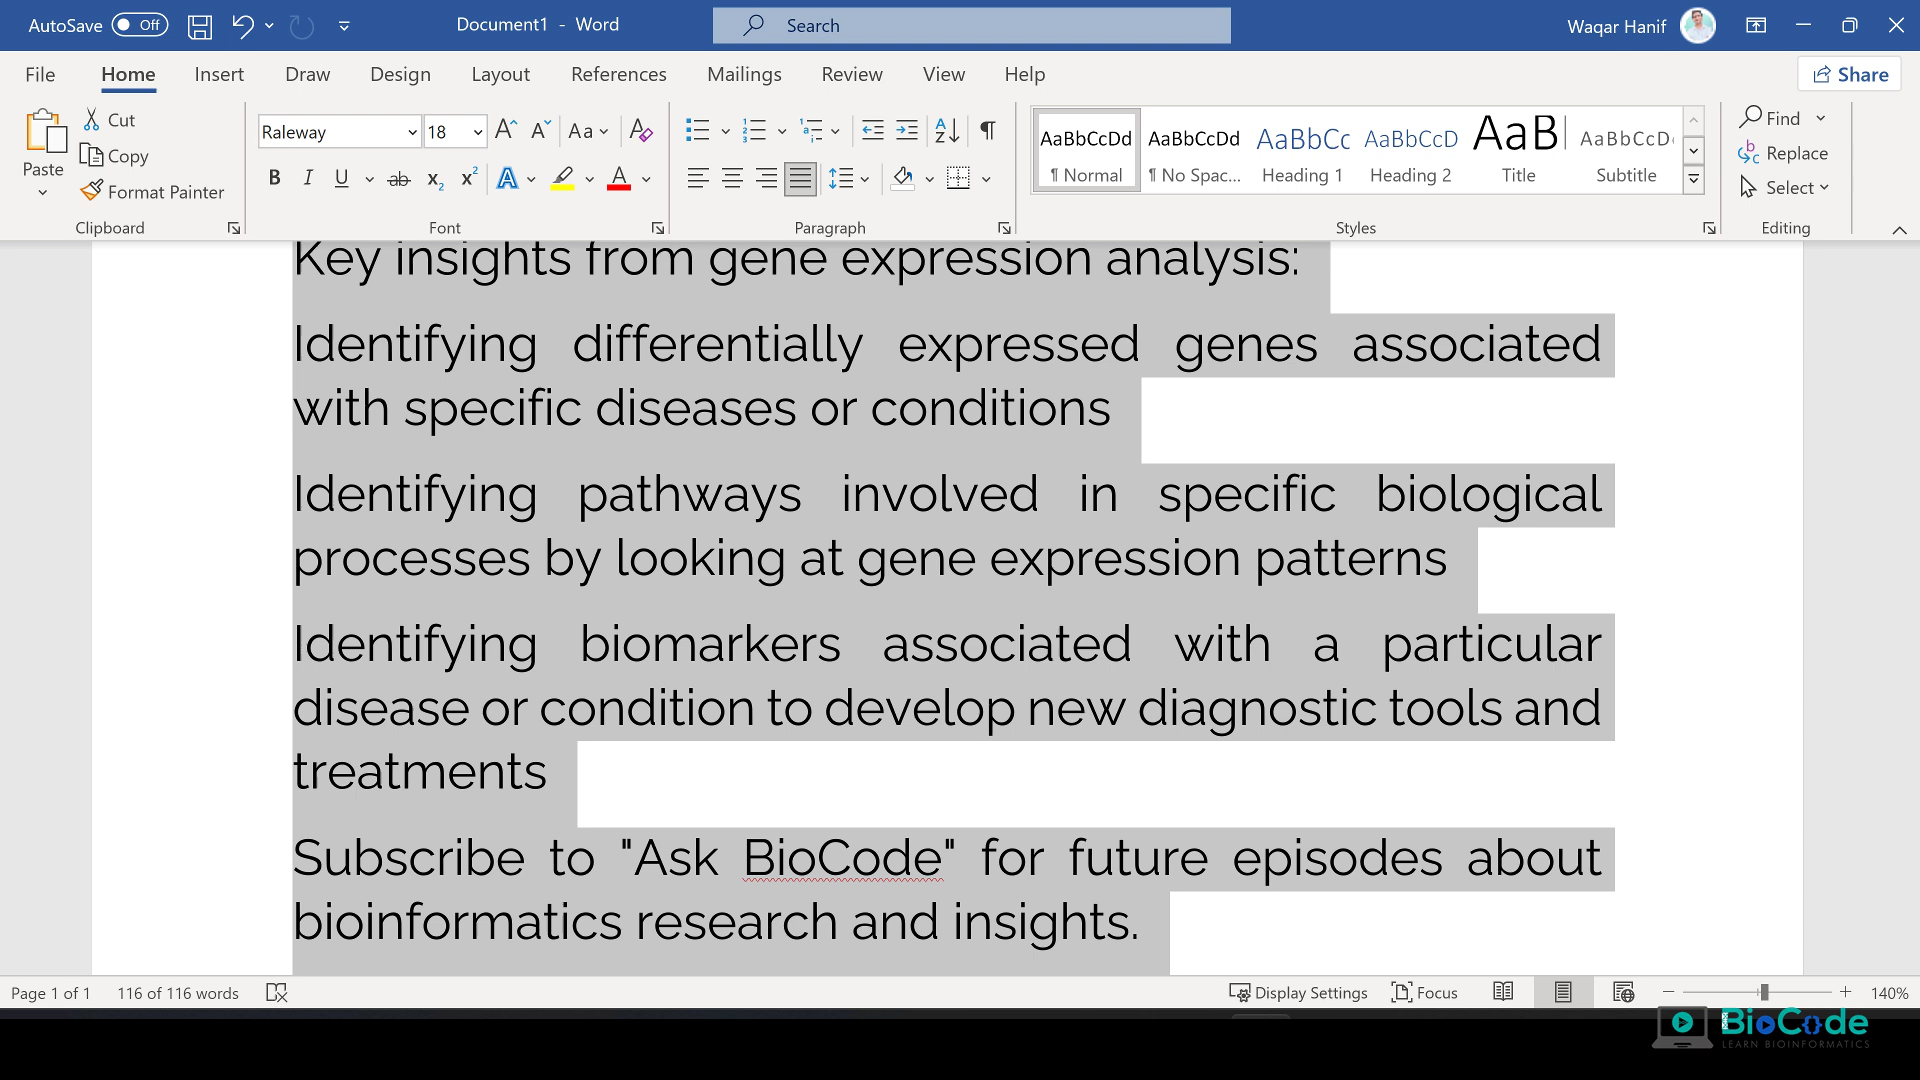 AutoSave Off Document1 - Word Search Waqar Hanif
File Home Insert Draw Design Layout References Mailings Review View Help Share
Paste Cut Copy Format Painter Clipboard
Raleway 18 Aa Font
Paragraph
AaBbCcDd AaBbCcDd AaBbCc AaBbCcD AaB AaBbCcD
¶ Normal ¶ No Spac... Heading 1 Heading 2 Title Subtitle
Styles
Find
Replace
Select
Editing
Key insights from gene expression analysis:
Identifying differentially expressed genes associated
with specific diseases or conditions
Identifying pathways involved in specific biological
processes by looking at gene expression patterns
Identifying biomarkers associated with a particular
disease or condition to develop new diagnostic tools and
treatments
Subscribe to "Ask BioCode" for future episodes about
bioinformatics research and insights.
Page 1 of 1 116 of 116 words Display Settings Focus 140%
BioCode
LEARN BIOINFORMATICS